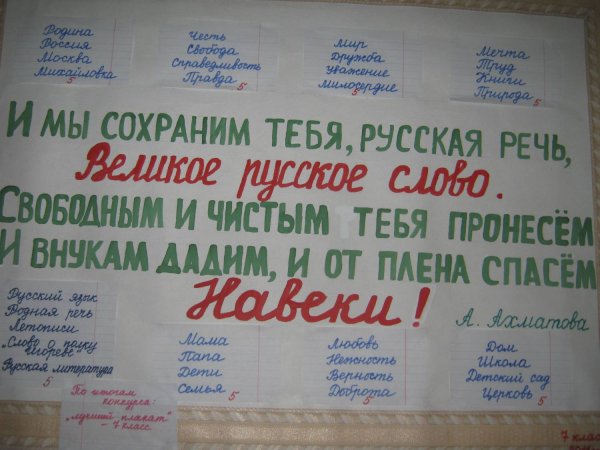 Родина
Россия
Москва
Михайловка
5
Честь
Свобода
Справедливость
Правда
5
Мир
Дружба
уважение
Милосердие
5
Мечта
Труд
Книги
Природа
5
И МЫ СОХРАНИМ ТЕБЯ, РУССКАЯ РЕЧЬ,
Великое русское слово.
СВОБОДНЫМ И ЧИСТЫМ ТЕБЯ ПРОНЕСЁМ
И ВНУКАМ ДАДИМ, И ОТ ПЛЕНА СПАСЁМ
Навеки!
А. Ахматова
Русский язык
Родная речь
Летописи
„Слово о полку
Игореве"
Русская литература
5
Мама
Папа
Дети
Семья
5
Любовь
Нежность
Верность
Доброта
5
Дом
Школа
Детский сад
Церковь
5
По итогам
конкурса:
„лучший плакат"
- 7 класс
7 клас